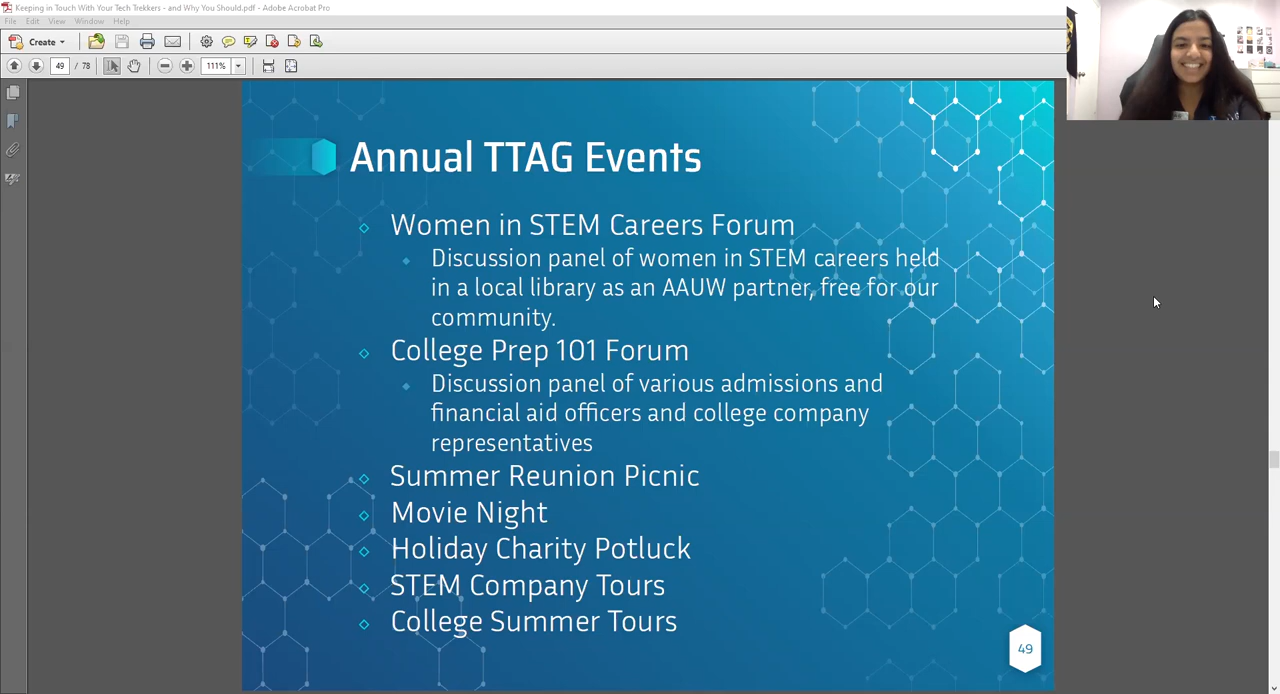 Keeping in Touch With Your Tech Trekkers - and Why You Should.pdf - Adobe Acrobat Pro
File Edit View Window Help
Create
49 / 78 111%
Annual TTAG Events
Women in STEM Careers Forum
Discussion panel of women in STEM careers held
in a local library as an AAUW partner, free for our
community.
College Prep 101 Forum
Discussion panel of various admissions and
financial aid officers and college company
representatives
Summer Reunion Picnic
Movie Night
Holiday Charity Potluck
STEM Company Tours
College Summer Tours
49